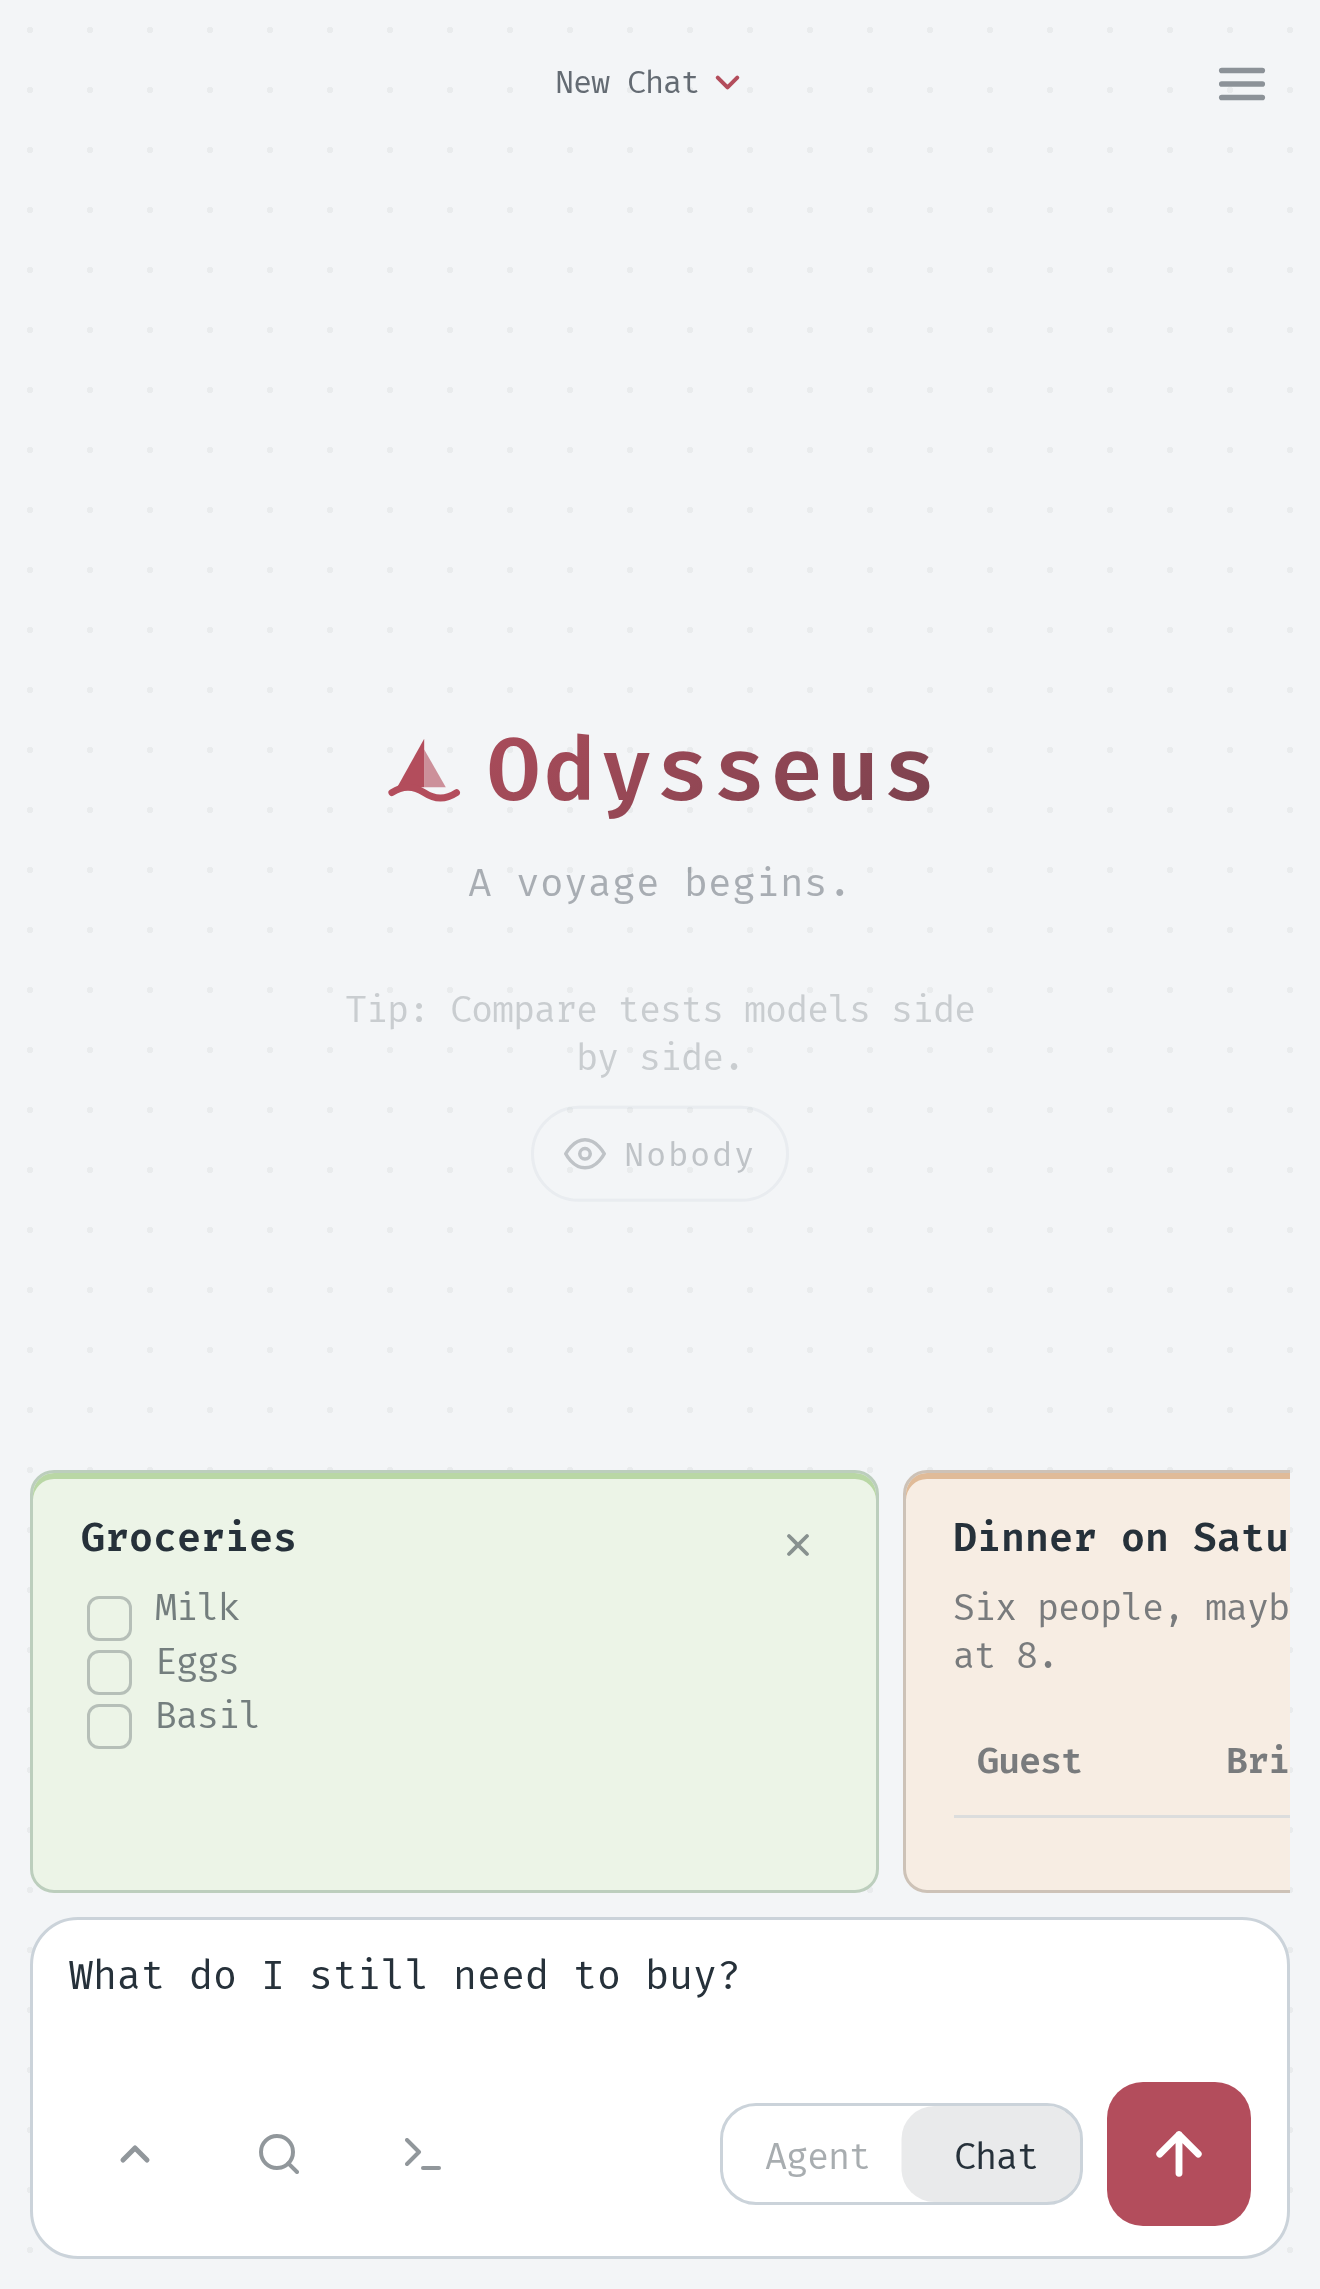 New Chat
Odysseus
A voyage begins.
Tip: Compare tests models side
by side.
Nobody
Groceries
Milk
Eggs
Basil
Dinner on Satu
Six people, mayb
at 8.
Guest Bri
What do I still need to buy?
Agent Chat